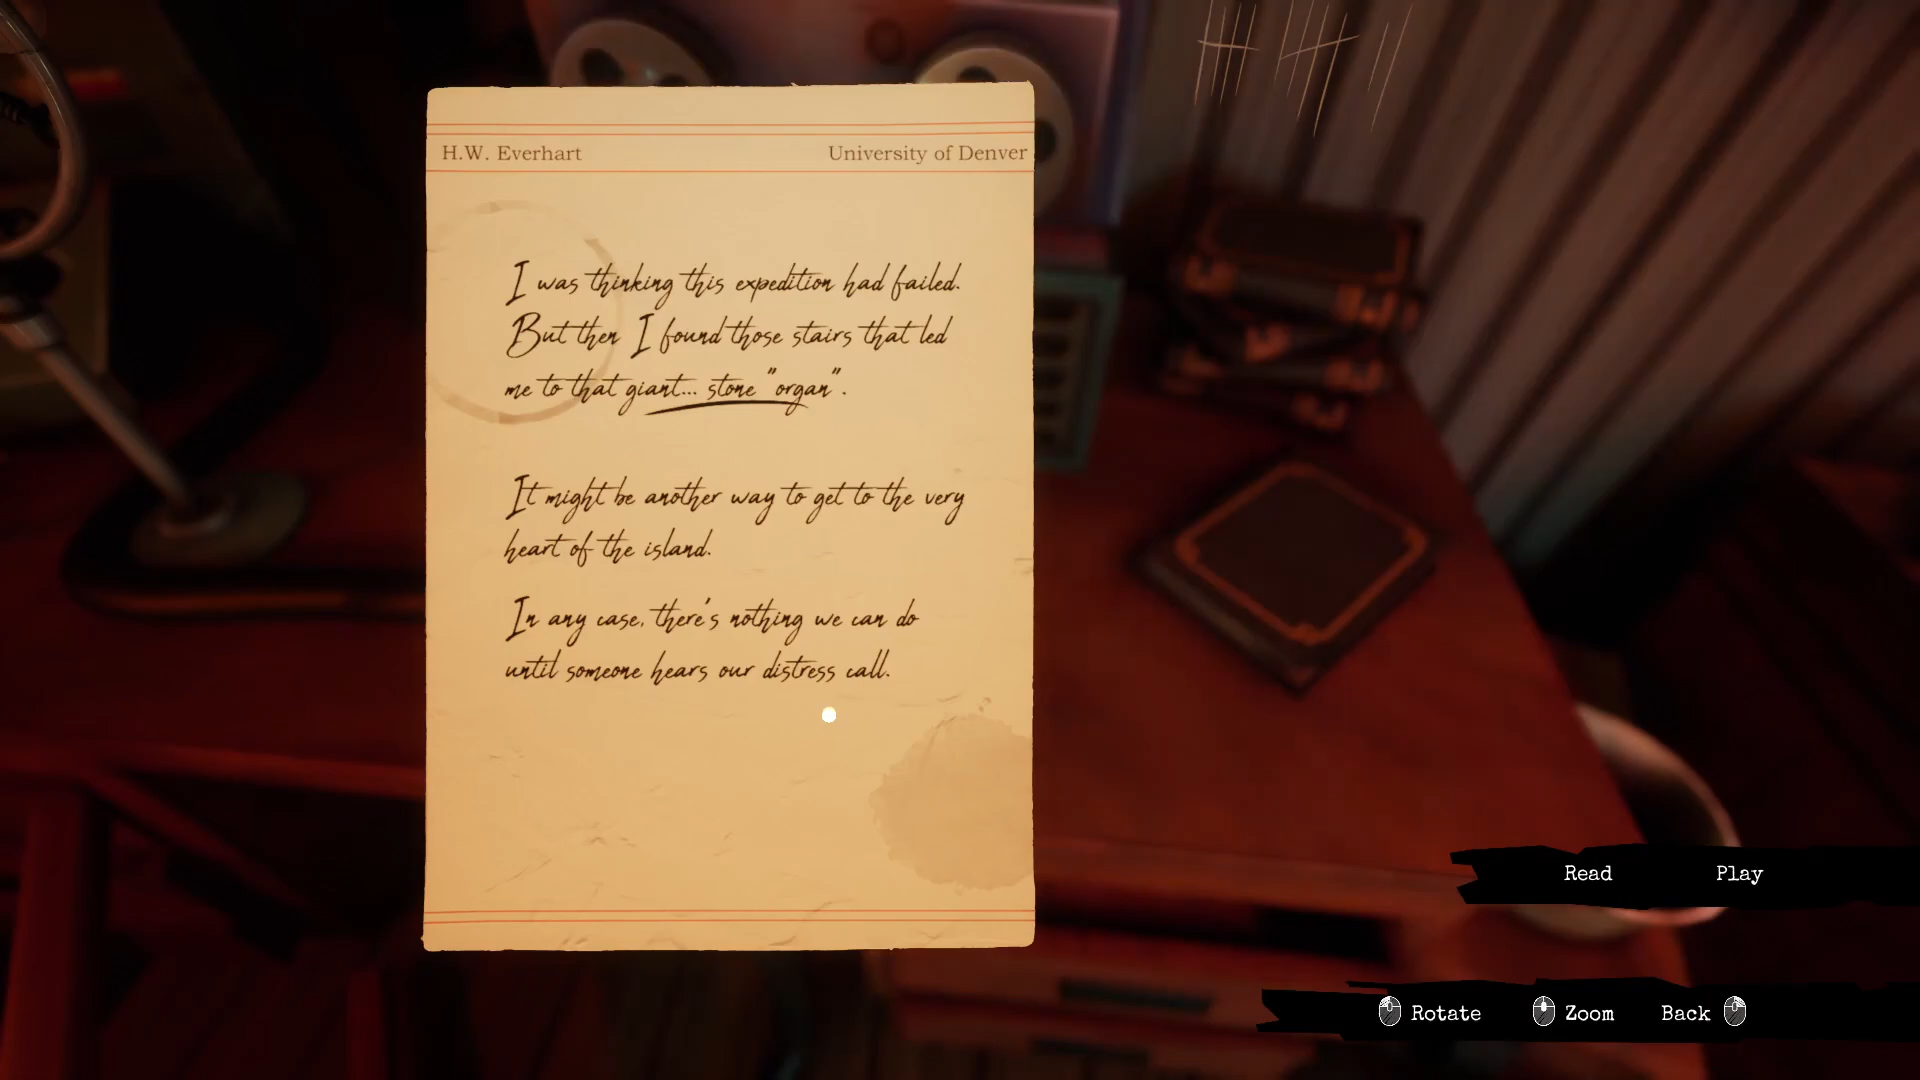 H.W. Everhart University of Denver
I was thinking this expedition had failed.
But then I found those stairs that led
me to that giant... stone "organ".
It might be another way to get to the very
heart of the island.
In any case, there's nothing we can do
until someone hears our distress call.
Read Play
Rotate Zoom Back